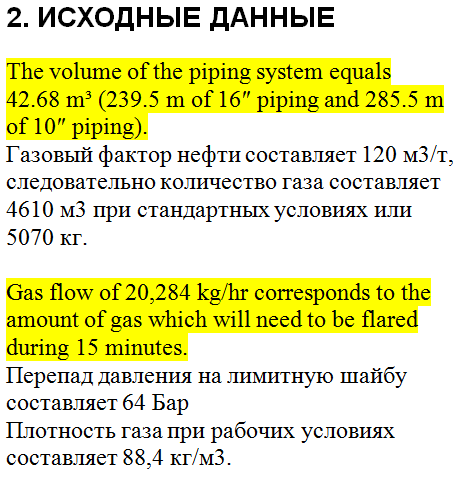 2. ИСХОДНЫЕ ДАННЫЕ
The volume of the piping system equals
42.68 m³ (239.5 m of 16″ piping and 285.5 m
of 10″ piping).
Газовый фактор нефти составляет 120 м3/т,
следовательно количество газа составляет
4610 м3 при стандартных условиях или
5070 кг.
Gas flow of 20,284 kg/hr corresponds to the
amount of gas which will need to be flared
during 15 minutes.
Перепад давления на лимитную шайбу
составляет 64 Бар
Плотность газа при рабочих условиях
составляет 88,4 кг/м3.